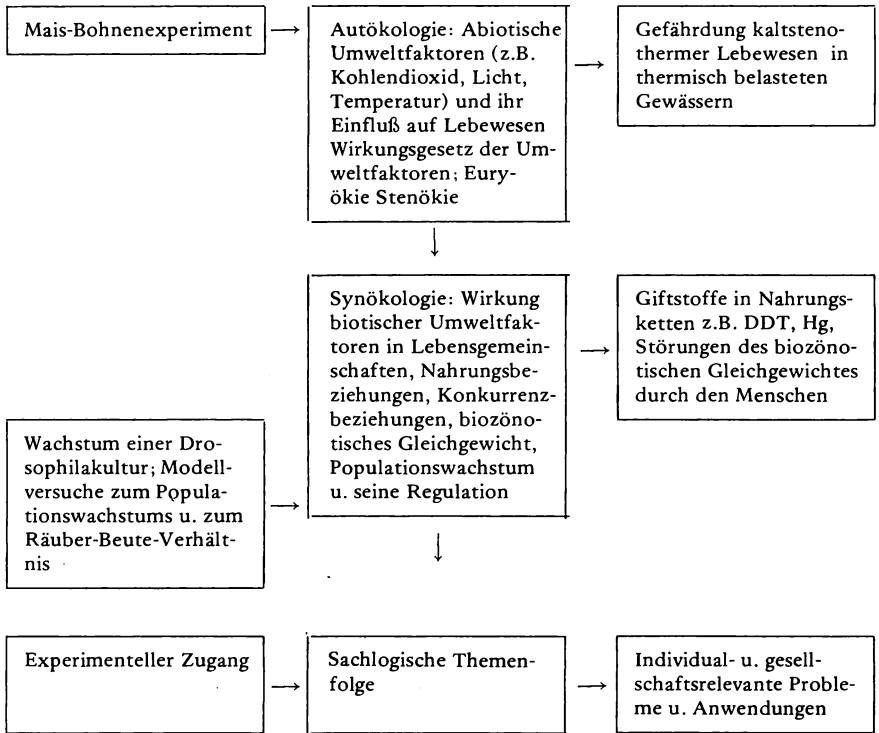 Mais-Bohnenexperiment
→
Autökologie: Abiotische
Umweltfaktoren (z.B.
Kohlendioxid, Licht,
Temperatur) und ihr
Einfluß auf Lebewesen
Wirkungsgesetz der Um-
weltfaktoren; Eury-
ökie Stenökie
→
Gefährdung kaltsteno-
thermer Lebewesen in
thermisch belasteten
Gewässern
↓
Synökologie: Wirkung
biotischer Umweltfak-
toren in Lebensgemein-
schaften, Nahrungsbe-
ziehungen, Konkurrenz-
beziehungen, biozöno-
tisches Gleichgewicht,
Populationswachstum
u. seine Regulation
→
Giftstoffe in Nahrungs-
ketten z.B. DDT, Hg,
Störungen des biozöno-
tischen Gleichgewichtes
durch den Menschen
Wachstum einer Dro-
sophilakultur; Modell-
versuche zum Popula-
tionswachstums u. zum
Räuber-Beute-Verhält-
nis
→
↓
Experimenteller Zugang
→
Sachlogische Themen-
folge
→
Individual- u. gesell-
schaftsrelevante Proble-
me u. Anwendungen